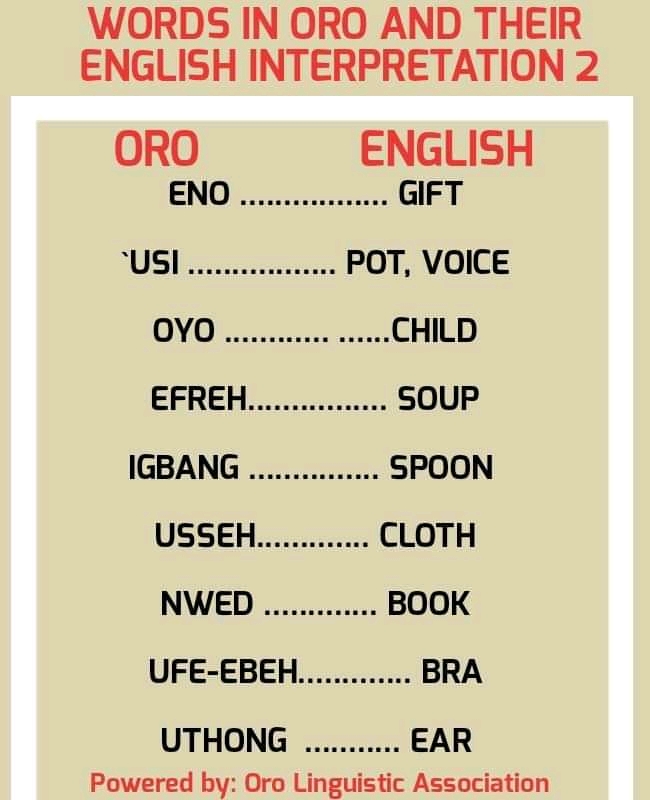 WORDS IN ORO AND THEIR
ENGLISH INTERPRETATION 2
ORO ENGLISH
ENO ................. GIFT
`USI ................. POT, VOICE
OYO ............ ......CHILD
EFREH................ SOUP
IGBANG ............... SPOON
USSEH............. CLOTH
NWED ............. BOOK
UFE-EBEH............. BRA
UTHONG ........... EAR
Powered by: Oro Linguistic Association